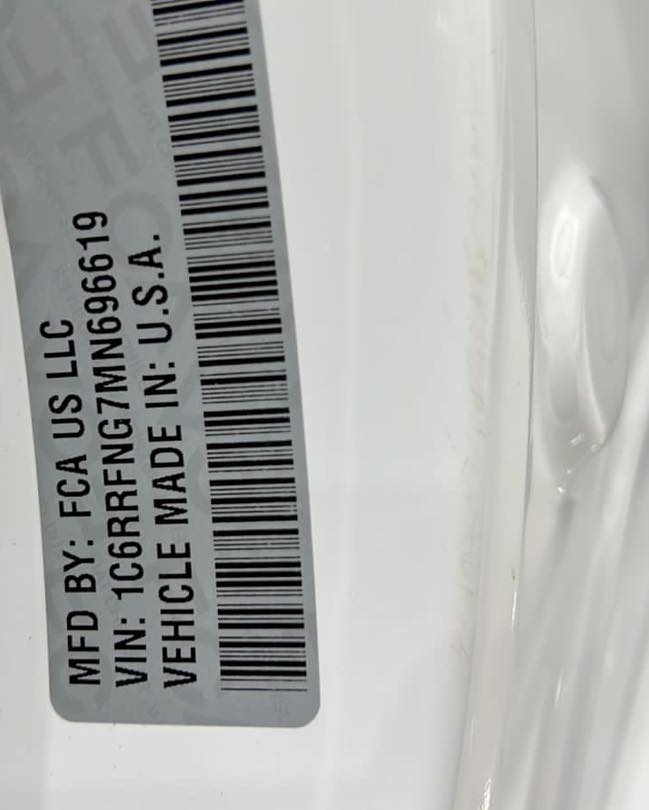 MFD BY: FCA US LLC
VIN: 1C6RRFNG7MN696619
VEHICLE MADE IN: U.S.A.